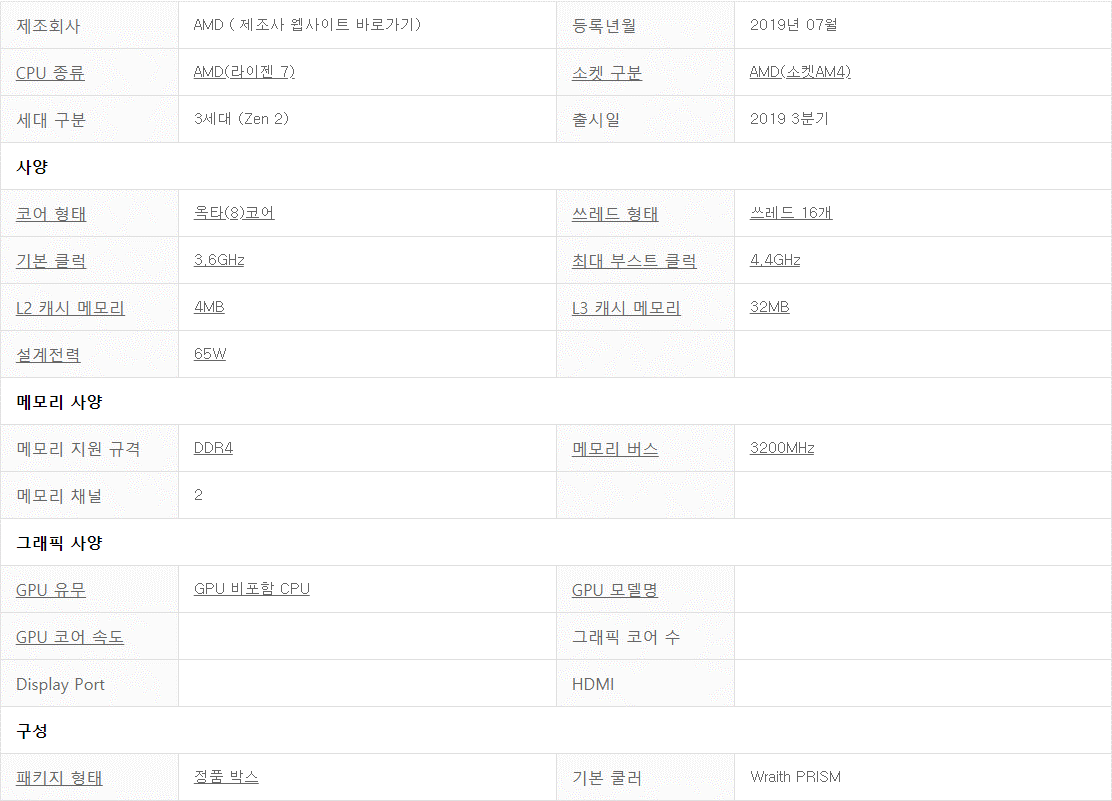 제조회사 AMD ( 제조사 웹사이트 바로가기) 등록년월 2019년 07월
CPU 종류 AMD(라이젠 7) 소켓 구분 AMD(소켓AM4)
세대 구분 3세대 (Zen 2) 출시일 2019 3분기
사양
코어 형태 옥타(8)코어 쓰레드 형태 쓰레드 16개
기본 클럭 3.6GHz 최대 부스트 클럭 4.4GHz
L2 캐시 메모리 4MB L3 캐시 메모리 32MB
설계전력 65W
메모리 사양
메모리 지원 규격 DDR4 메모리 버스 3200MHz
메모리 채널 2
그래픽 사양
GPU 유무 GPU 비포함 CPU GPU 모델명
GPU 코어 속도 그래픽 코어 수
Display Port HDMI
구성
패키지 형태 정품 박스 기본 쿨러 Wraith PRISM